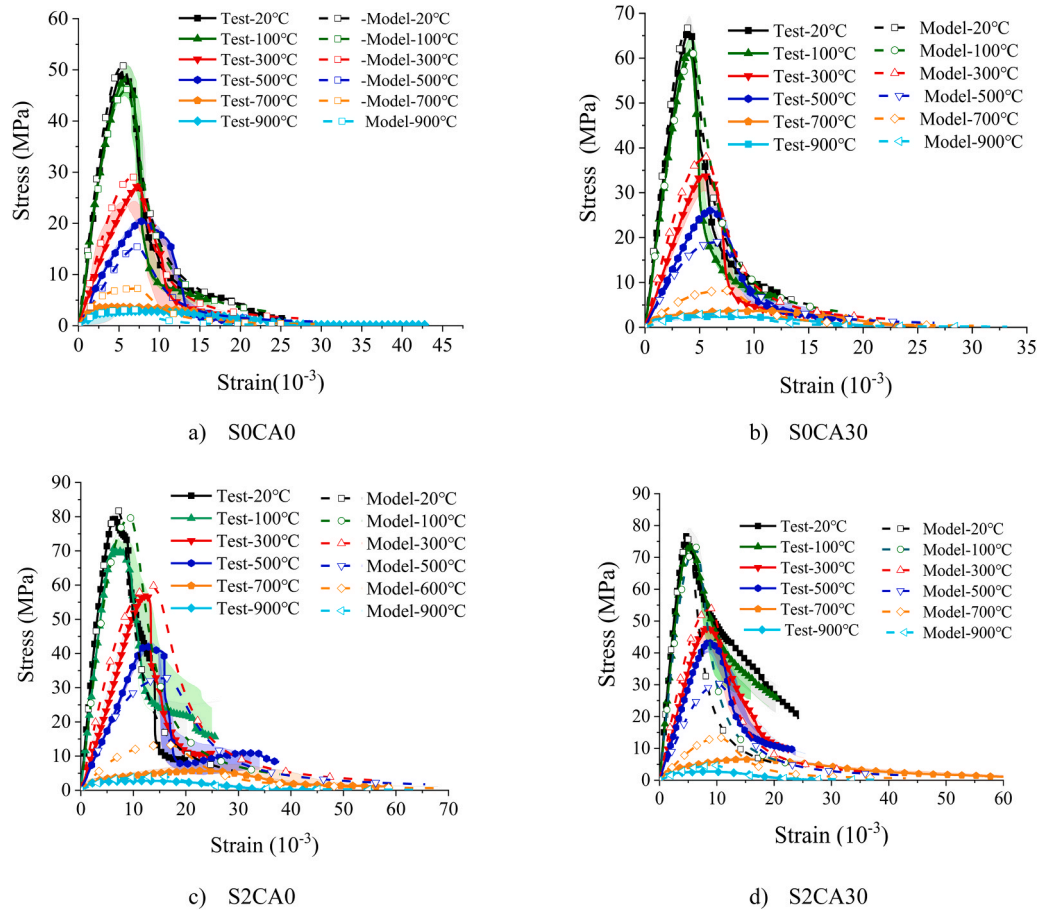 60
50
40
30
20
10
0
Stress (MPa)
0 5 10 15 20 25 30 35 40 45
Strain(10-3)
Test-20℃ -Model-20℃
Test-100℃ -Model-100℃
Test-300℃ -Model-300℃
Test-500℃ -Model-500℃
Test-700℃ -Model-700℃
Test-900℃ Model-900℃
a) S0CA0
70
60
50
40
30
20
10
0
Stress (MPa)
0 5 10 15 20 25 30 35
Strain (10-3)
Test-20℃ Model-20℃
Test-100℃ Model-100℃
Test-300℃ Model-300℃
Test-500℃ Model-500℃
Test-700℃ Model-700℃
Test-900℃ Model-900℃
b) S0CA30
90
80
70
60
50
40
30
20
10
0
Stress (MPa)
0 10 20 30 40 50 60 70
Strain (10-3)
Test-20℃ Model-20℃
Test-100℃ Model-100℃
Test-300℃ Model-300℃
Test-500℃ Model-500℃
Test-700℃ Model-600℃
Test-900℃ Model-900℃
c) S2CA0
90
80
70
60
50
40
30
20
10
0
Stress (MPa)
0 10 20 30 40 50 60
Strain (10-3)
Test-20℃ Model-20℃
Test-100℃ Model-100℃
Test-300℃ Model-300℃
Test-500℃ Model-500℃
Test-700℃ Model-700℃
Test-900℃ Model-900℃
d) S2CA30